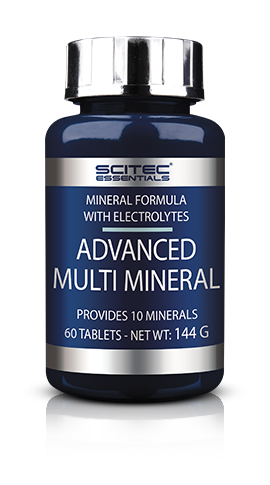 SCITEC®
ESSENTIALS
MINERAL FORMULA
WITH ELECTROLYTES
ADVANCED
MULTI MINERAL
PROVIDES 10 MINERALS
60 TABLETS - NET WT: 144 G